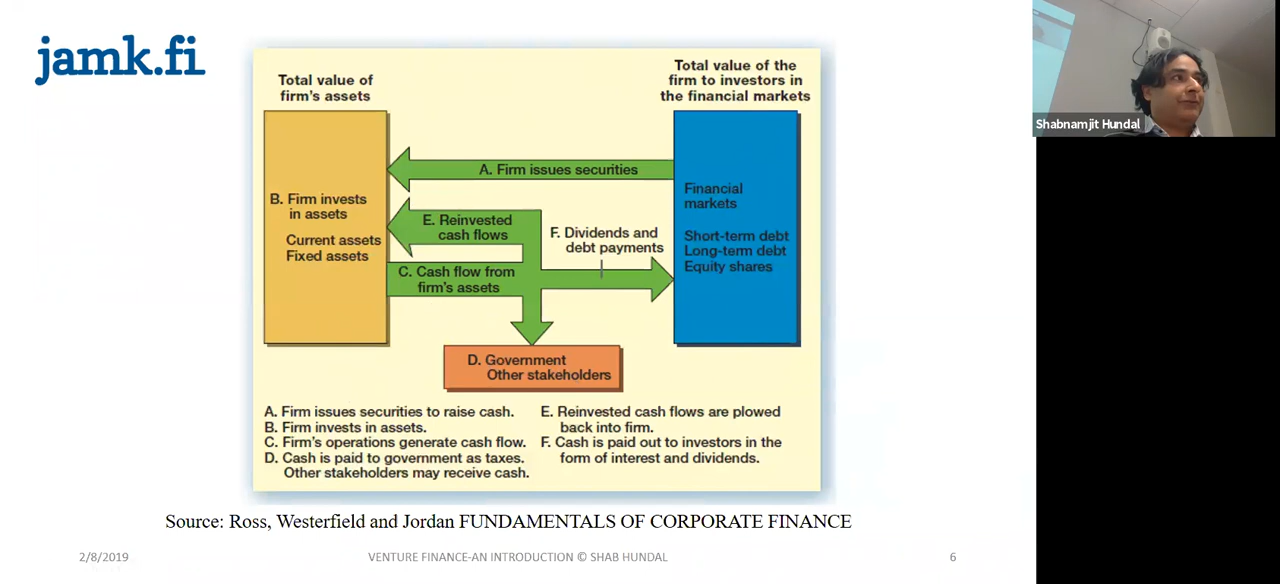 jamk.fi
Total value of
firm's assets
Total value of the
firm to investors in
the financial markets
A. Firm issues securities
B. Firm invests
in assets
Current assets
Fixed assets
E. Reinvested
cash flows
F. Dividends and
debt payments
C. Cash flow from
firm's assets
Financial
markets
Short-term debt
Long-term debt
Equity shares
D. Government
Other stakeholders
A. Firm issues securities to raise cash.
B. Firm invests in assets.
C. Firm's operations generate cash flow.
D. Cash is paid to government as taxes.
Other stakeholders may receive cash.
E. Reinvested cash flows are plowed
back into firm.
F. Cash is paid out to investors in the
form of interest and dividends.
Source: Ross, Westerfield and Jordan FUNDAMENTALS OF CORPORATE FINANCE
2/8/2019
VENTURE FINANCE-AN INTRODUCTION © SHAB HUNDAL
6
Shabnamjit Hundal